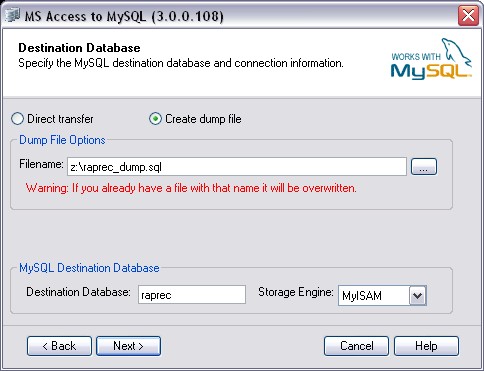 MS Access to MySQL (3.0.0.108)
Destination Database
Specify the MySQL destination database and connection information.
WORKS WITH
MySQL
Direct transfer
Create dump file
Dump File Options
Filename: z:\raprec_dump.sql ...
Warning: If you already have a file with that name it will be overwritten.
MySQL Destination Database
Destination Database: raprec Storage Engine: MyISAM
< Back Next > Cancel Help